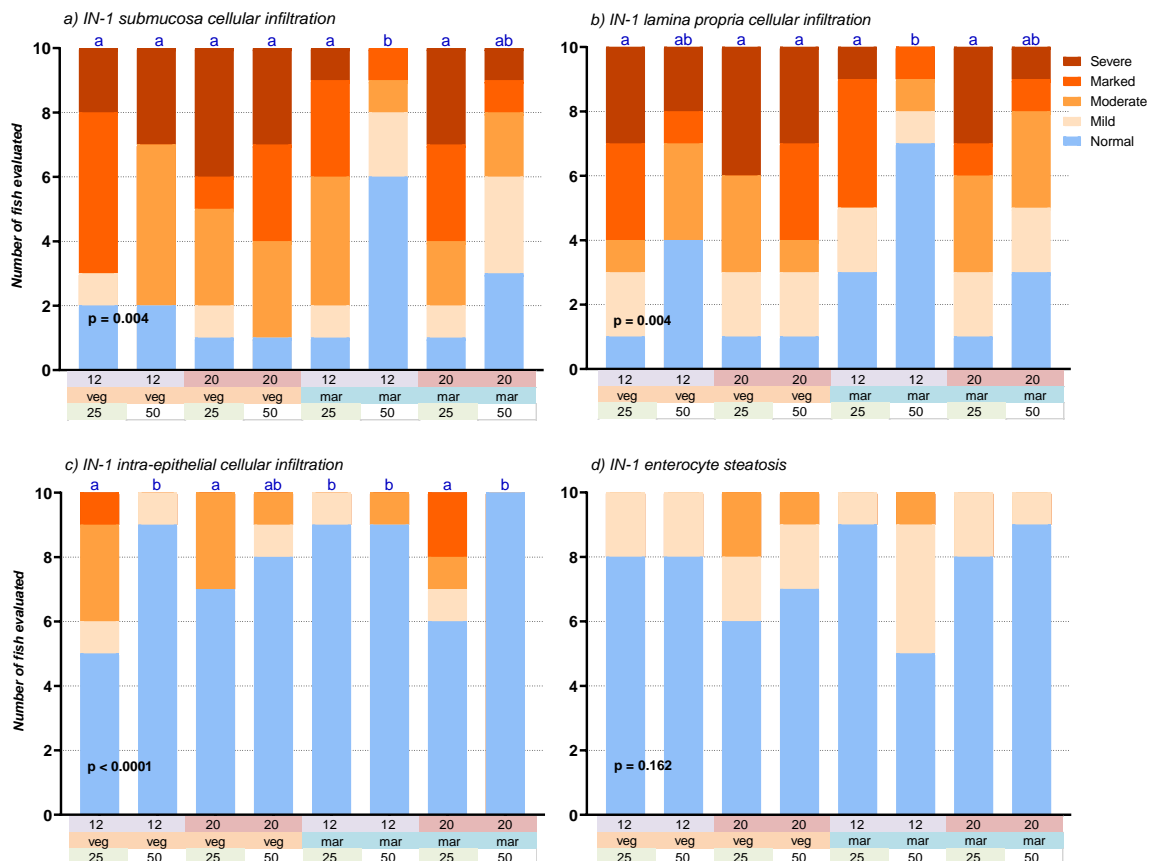 a) IN-1 submucosa cellular infiltration
a a a a a b a ab
10
8
6
4
2
0
Number of fish evaluated
p = 0.004
12 12 20 20 12 12 20 20
veg veg veg veg mar mar mar mar
25 50 25 50 25 50 25 50
b) IN-1 lamina propria cellular infiltration
a ab a a a b a ab
10
8
6
4
2
0
p = 0.004
12 12 20 20 12 12 20 20
veg veg veg veg mar mar mar mar
25 50 25 50 25 50 25 50
Severe
Marked
Moderate
Mild
Normal
c) IN-1 intra-epithelial cellular infiltration
a b a ab b b a b
10
8
6
4
2
0
Number of fish evaluated
p < 0.0001
12 12 20 20 12 12 20 20
veg veg veg veg mar mar mar mar
25 50 25 50 25 50 25 50
d) IN-1 enterocyte steatosis
10
8
6
4
2
0
p = 0.162
12 12 20 20 12 12 20 20
veg veg veg veg mar mar mar mar
25 50 25 50 25 50 25 50